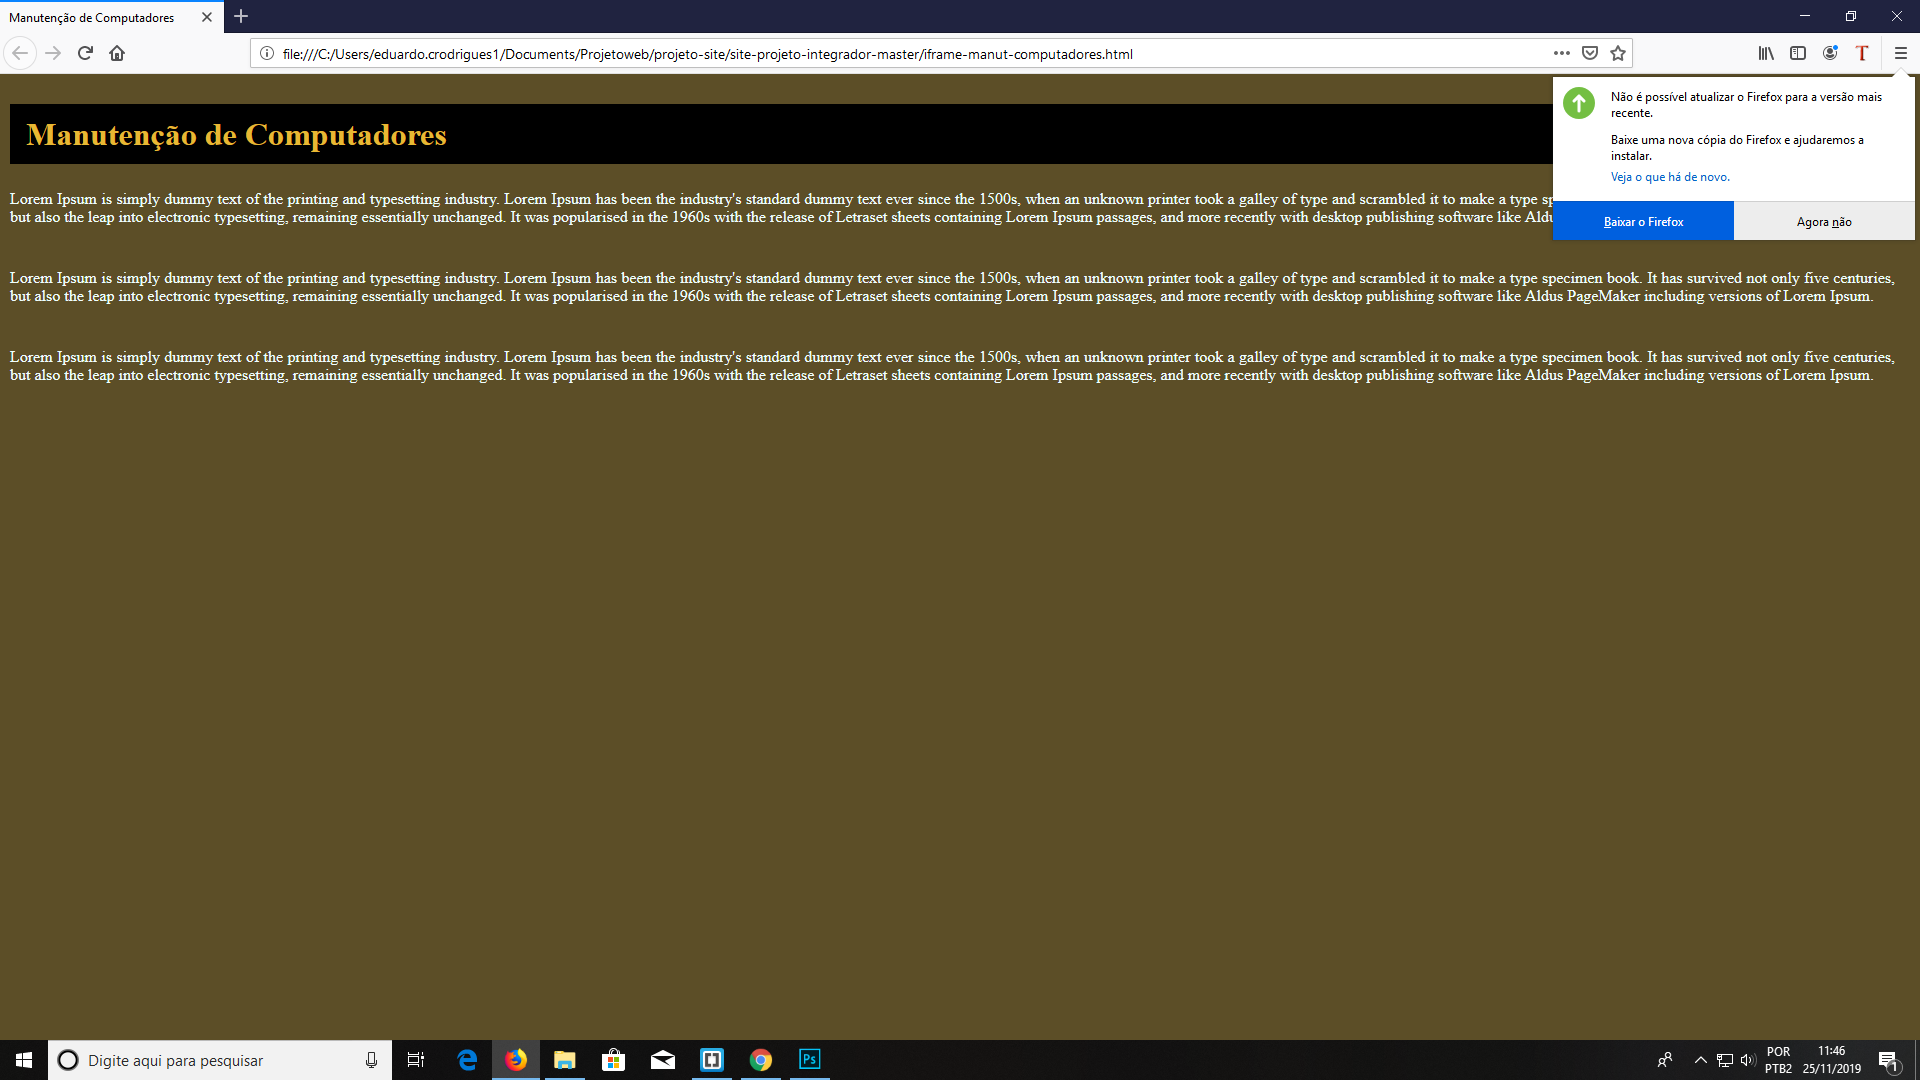 Manutenção de Computadores
file:///C:/Users/eduardo.crodrigues1/Documents/Projetoweb/projeto-site/site-projeto-integrador-master/iframe-manut-computadores.html
T
Não é possível atualizar o Firefox para a versão mais
recente.
Baixe uma nova cópia do Firefox e ajudaremos a
instalar.
Veja o que há de novo.
Baixar o Firefox
Agora não
Manutenção de Computadores
Lorem Ipsum is simply dummy text of the printing and typesetting industry. Lorem Ipsum has been the industry's standard dummy text ever since the 1500s, when an unknown printer took a galley of type and scrambled it to make a type
but also the leap into electronic typesetting, remaining essentially unchanged. It was popularised in the 1960s with the release of Letraset sheets containing Lorem Ipsum passages, and more recently with desktop publishing software like
Lorem Ipsum is simply dummy text of the printing and typesetting industry. Lorem Ipsum has been the industry's standard dummy text ever since the 1500s, when an unknown printer took a galley of type and scrambled it to make a type specimen book. It has survived not only five centuries,
but also the leap into electronic typesetting, remaining essentially unchanged. It was popularised in the 1960s with the release of Letraset sheets containing Lorem Ipsum passages, and more recently with desktop publishing software like Aldus PageMaker including versions of Lorem Ipsum.
Lorem Ipsum is simply dummy text of the printing and typesetting industry. Lorem Ipsum has been the industry's standard dummy text ever since the 1500s, when an unknown printer took a galley of type and scrambled it to make a type specimen book. It has survived not only five centuries,
but also the leap into electronic typesetting, remaining essentially unchanged. It was popularised in the 1960s with the release of Letraset sheets containing Lorem Ipsum passages, and more recently with desktop publishing software like Aldus PageMaker including versions of Lorem Ipsum.
Digite aqui para pesquisar
Ps
POR
PTB2
11:46
25/11/2019
1